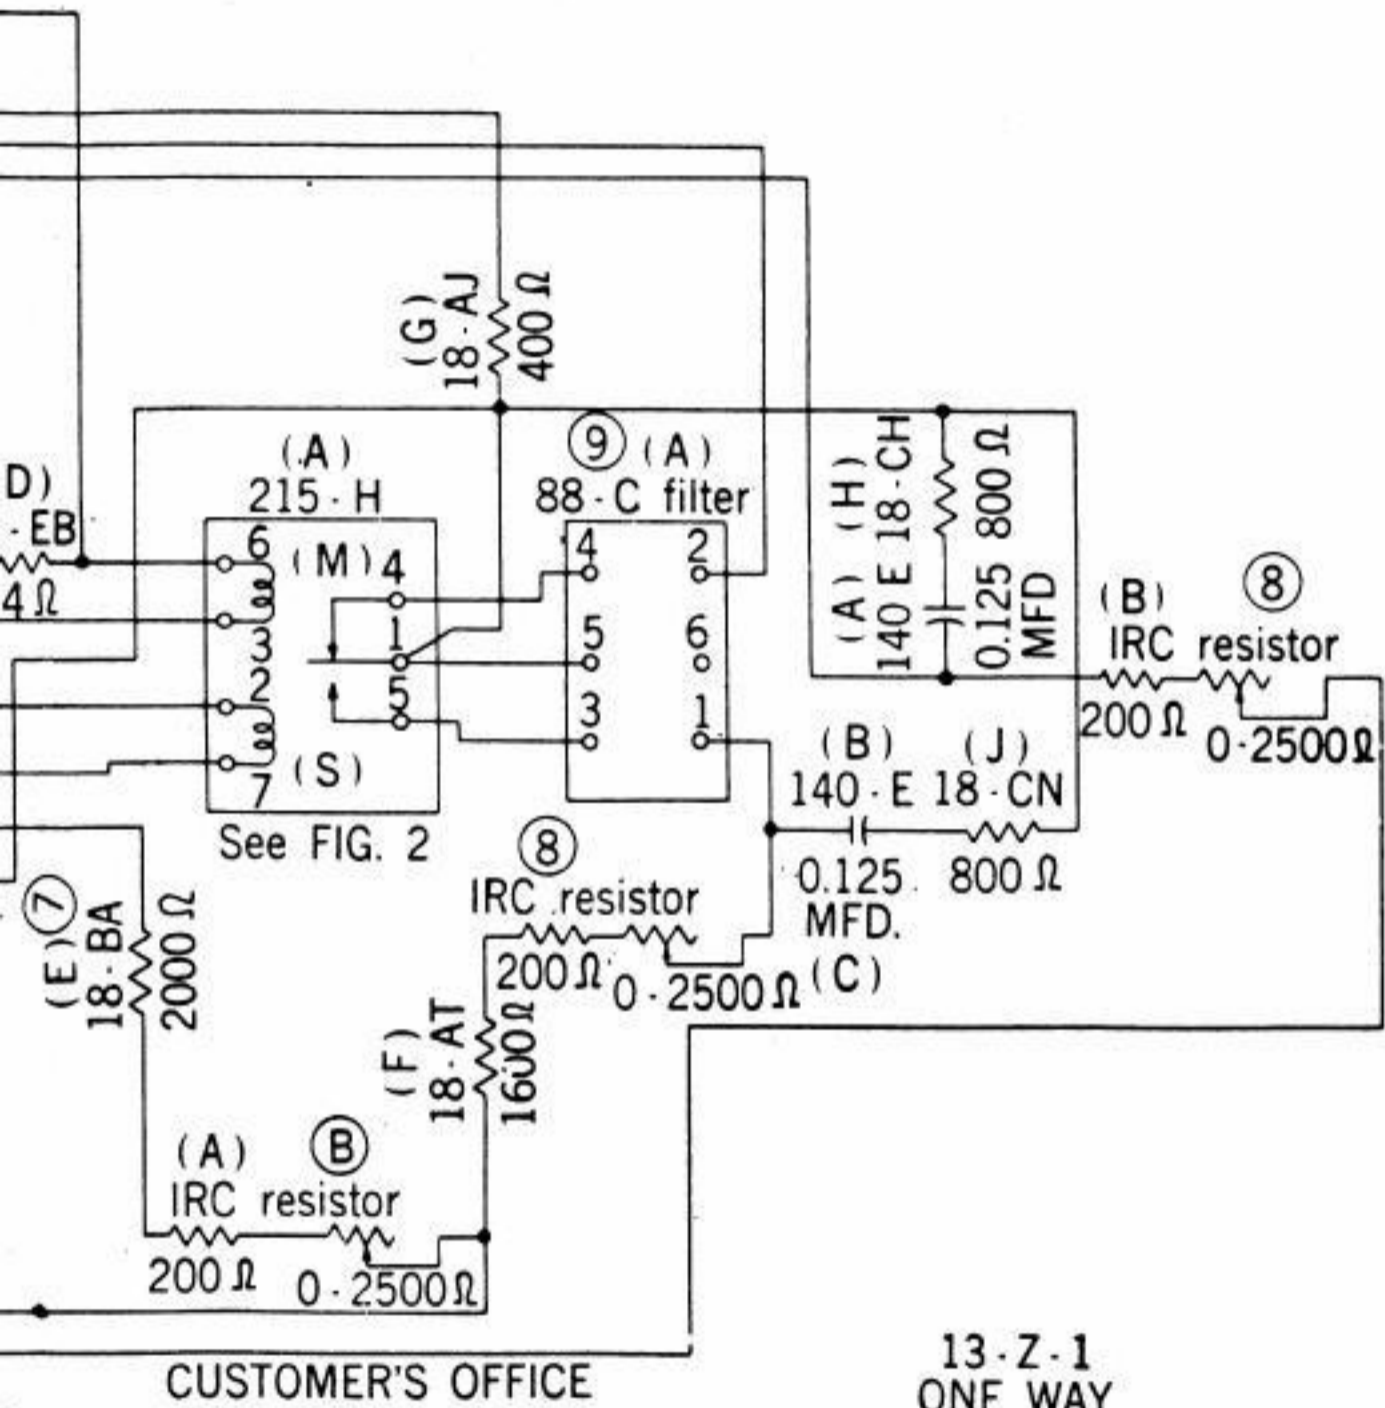 (G)
18-AJ
400 Ω
D)
-EB
4 Ω
(A)
215-H
6
3
2
7
(M)
4
1
5
(S)
See FIG. 2
9
(A)
88-C filter
4
2
5
6
3
1
(A) (H)
140 E 18-CH
0.125 800 Ω
MFD
(B)
8
IRC resistor
200 Ω
0-2500 Ω
(B)
(J)
140-E
18-CN
0.125
800 Ω
MFD.
8
IRC resistor
200 Ω
0-2500 Ω
(C)
7
(E)
18-BA
2000 Ω
(F)
18-AT
1600 Ω
(A)
B
IRC resistor
200 Ω
0-2500 Ω
CUSTOMER'S OFFICE
13-Z-1
ONE WAY